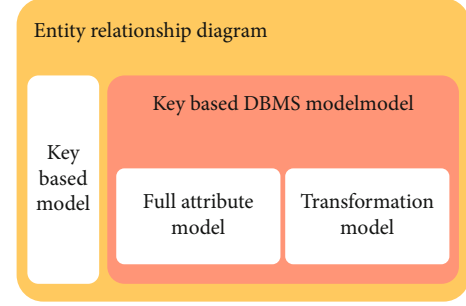 Entity relationship diagram
Key
based
model
Key based DBMS modelmodel
Full attribute
model
Transformation
model